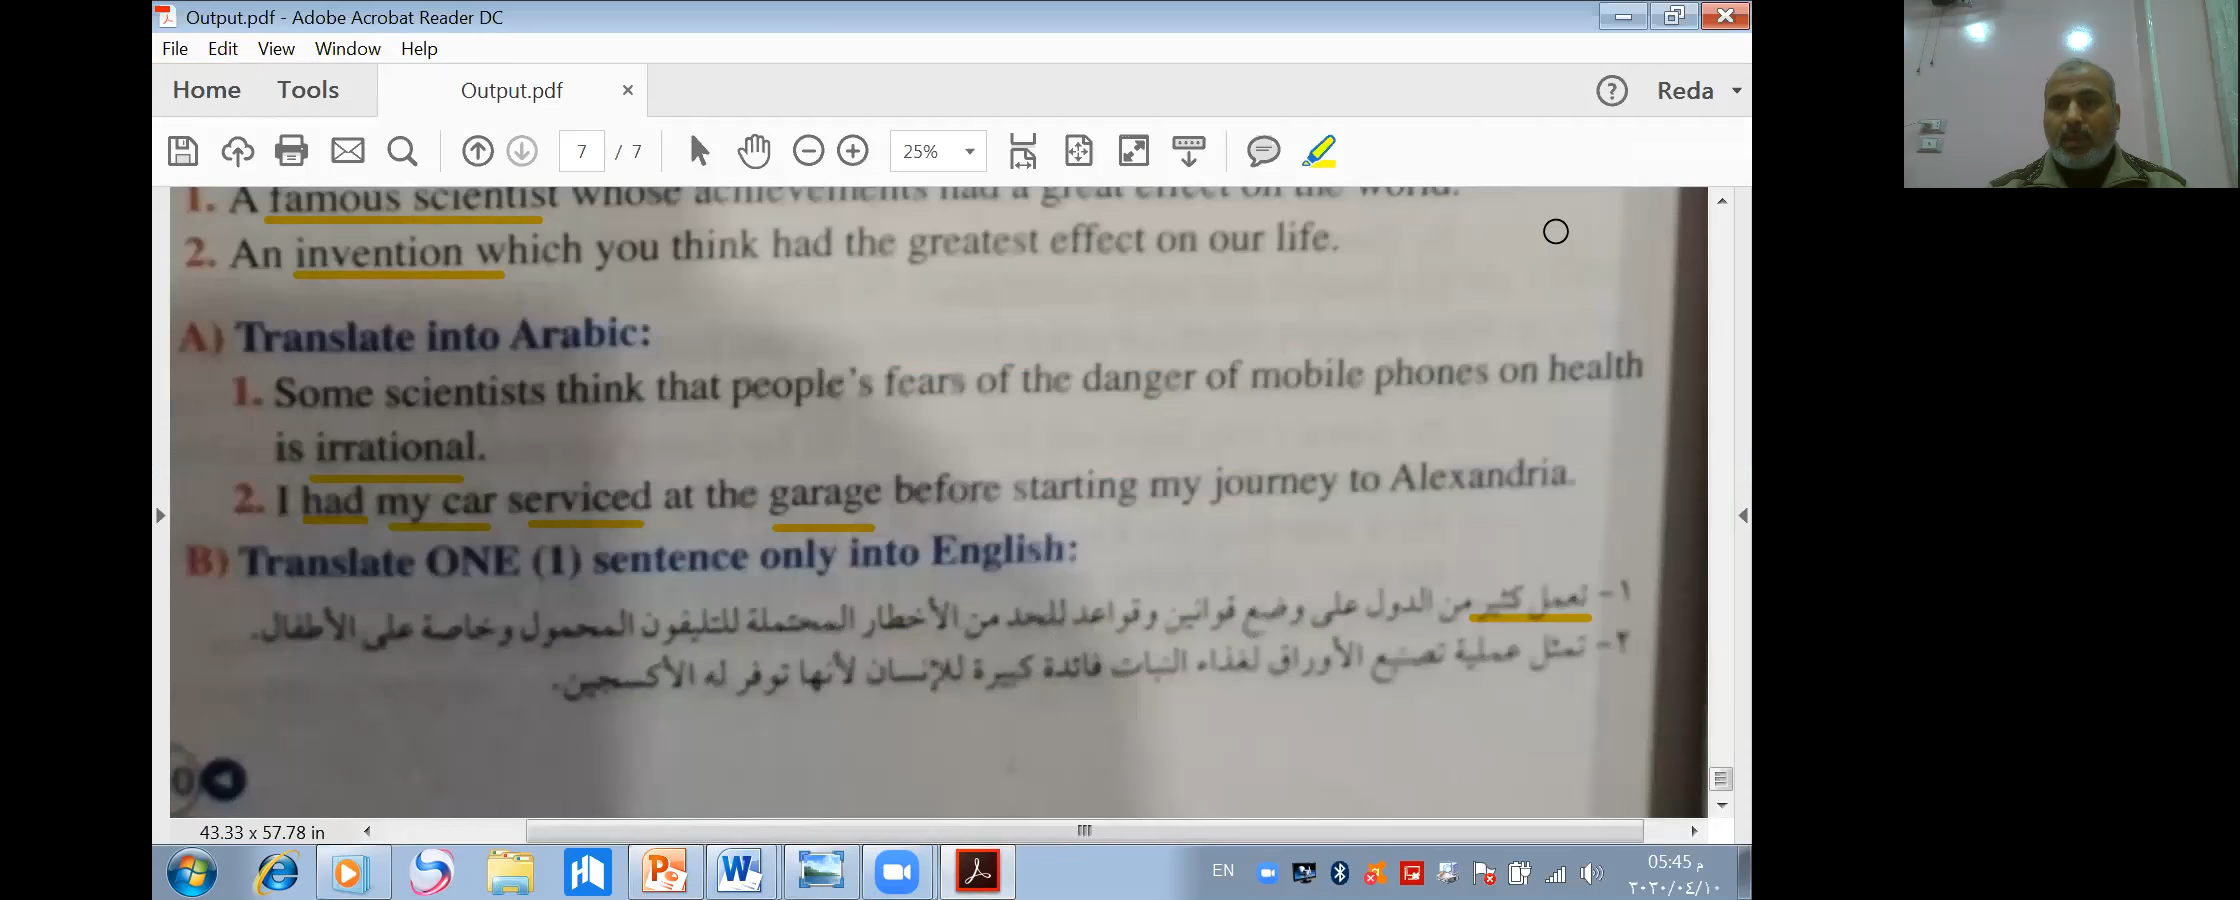 Output.pdf - Adobe Acrobat Reader DC
File Edit View Window Help
Home Tools Output.pdf × ? Reda
7 / 7 25%
1. A famous scientist whose achievements had a great effect on the world.
2. An invention which you think had the greatest effect on our life.
A) Translate into Arabic:
1. Some scientists think that people's fears of the danger of mobile phones on health
is irrational.
2. I had my car serviced at the garage before starting my journey to Alexandria.
B) Translate ONE (1) sentence only into English:
١- تعمل كثير من الدول على وضع قوانين وقواعد للحد من الأخطار المحتملة للتليفون المحمول وخاصة على الأطفال.
٢- تمثل عملية تصنيع الأوراق لغذاء النبات فائدة كبيرة للإنسان لأنها توفر له الأكسجين.
0
43.33 x 57.78 in
EN
05:45 م
٢٠٢٠/٠٤/١٠